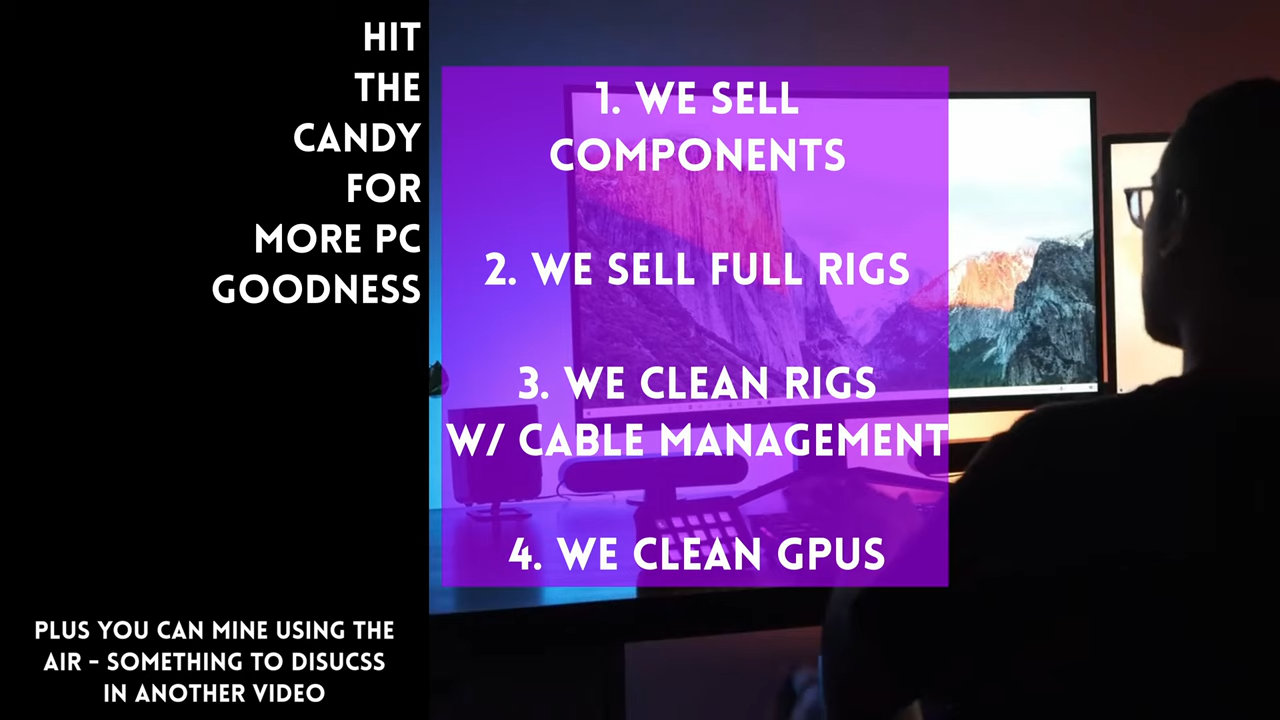 HIT
THE
CANDY
FOR
MORE PC
GOODNESS
1. WE SELL
COMPONENTS
2. WE SELL FULL RIGS
3. WE CLEAN RIGS
W/ CABLE MANAGEMENT
4. WE CLEAN GPUS
PLUS YOU CAN MINE USING THE
AIR - SOMETHING TO DISUCSS
IN ANOTHER VIDEO